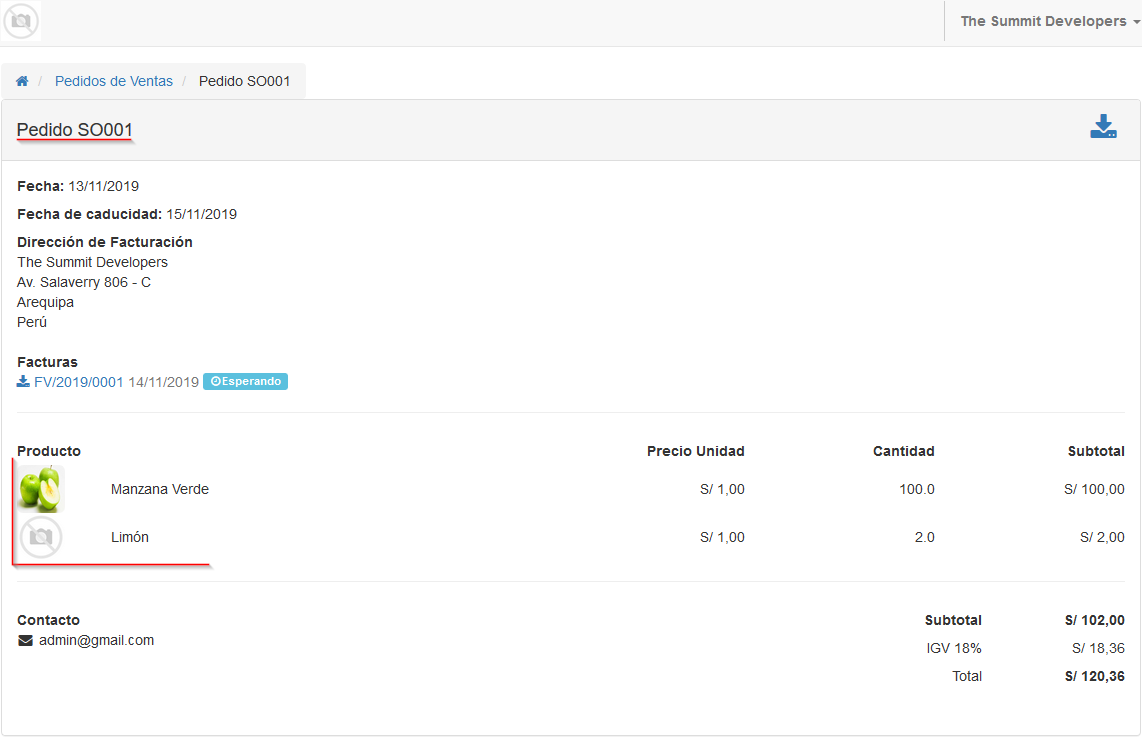 The Summit Developers
/ Pedidos de Ventas / Pedido SO001
Pedido SO001
Fecha: 13/11/2019
Fecha de caducidad: 15/11/2019
Dirección de Facturación
The Summit Developers
Av. Salaverry 806 - C
Arequipa
Perú
Facturas
FV/2019/0001 14/11/2019 Esperando
Producto Precio Unidad Cantidad Subtotal
Manzana Verde S/ 1,00 100.0 S/ 100,00
Limón S/ 1,00 2.0 S/ 2,00
Contacto
admin@gmail.com
Subtotal S/ 102,00
IGV 18% S/ 18,36
Total S/ 120,36